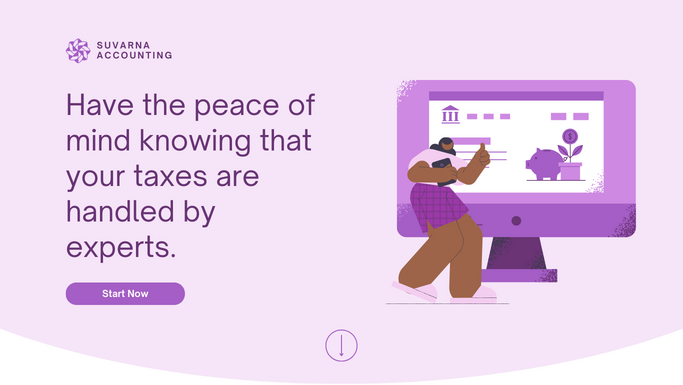 SUVARNA
ACCOUNTING
Have the peace of
mind knowing that
your taxes are
handled by
experts.
Start Now
$